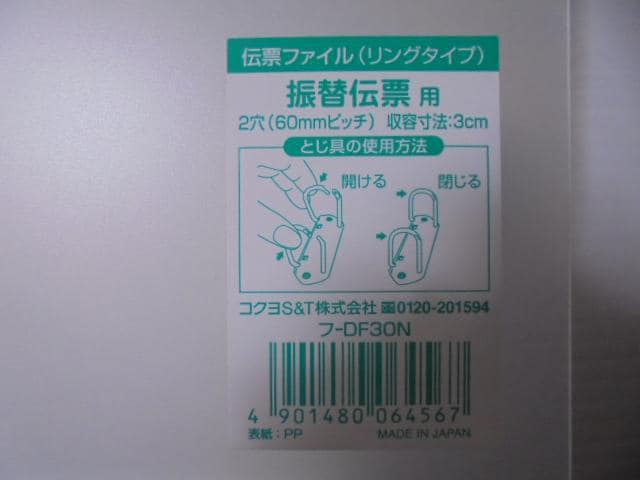 伝票ファイル(リングタイプ)
振替伝票 用
2穴(60mmピッチ) 収容寸法:3cm
とじ具の使用方法
開ける 閉じる
コクヨS&T株式会社 0120-201594
フ-DF30N
4 901480 064567
表紙:PP MADE IN JAPAN